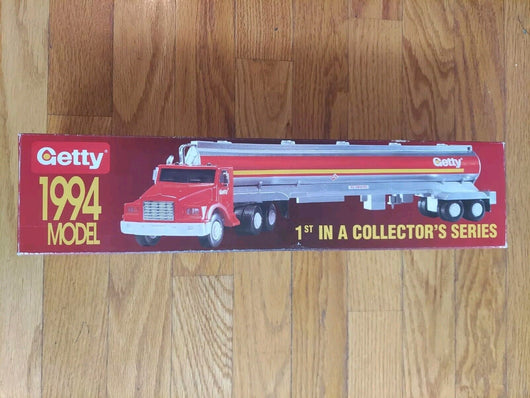 Getty
1994
MODEL
Getty
1ST IN A COLLECTOR'S SERIES